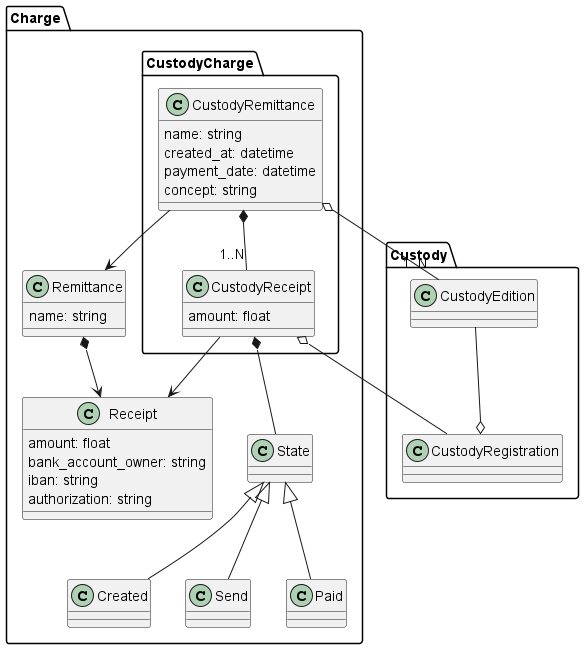 Charge
CustodyCharge
C CustodyRemittance
name: string
created_at: datetime
payment_date: datetime
concept: string
1..N
Custody
C Remittance
name: string
C CustodyReceipt
amount: float
C CustodyEdition
C Receipt
amount: float
bank_account_owner: string
iban: string
authorization: string
C State
C CustodyRegistration
C Created
C Send
C Paid